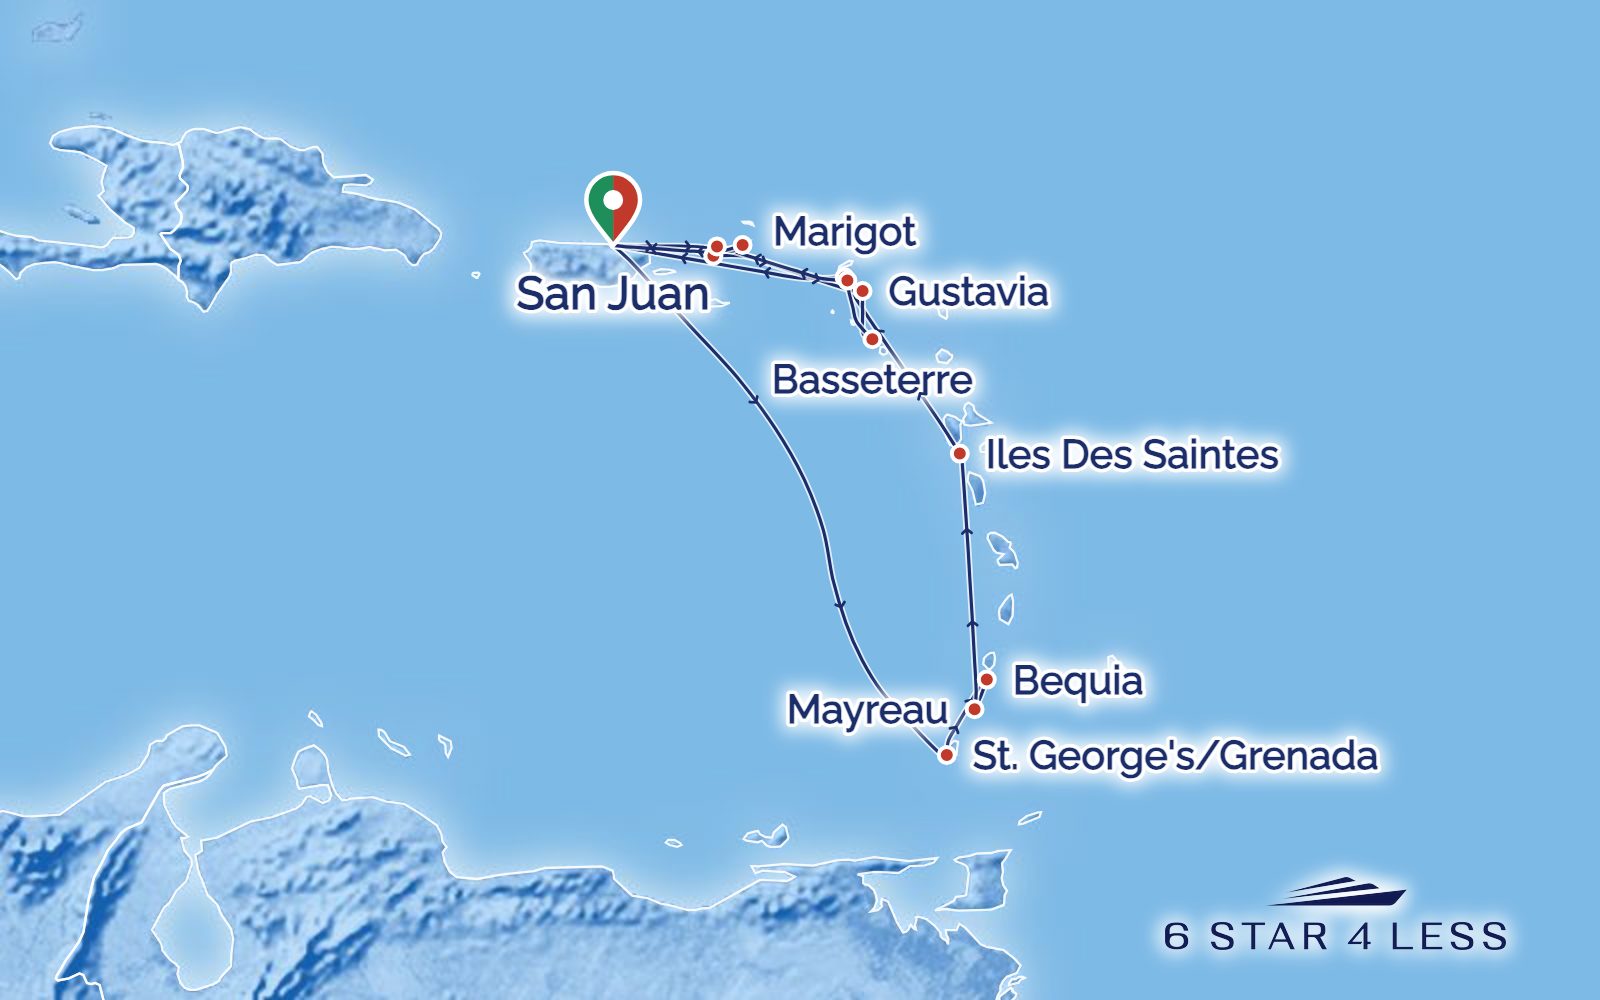 Marigot
San Juan
Gustavia
Basseterre
Iles Des Saintes
Bequia
Mayreau
St. George's/Grenada
6 STAR 4 LESS